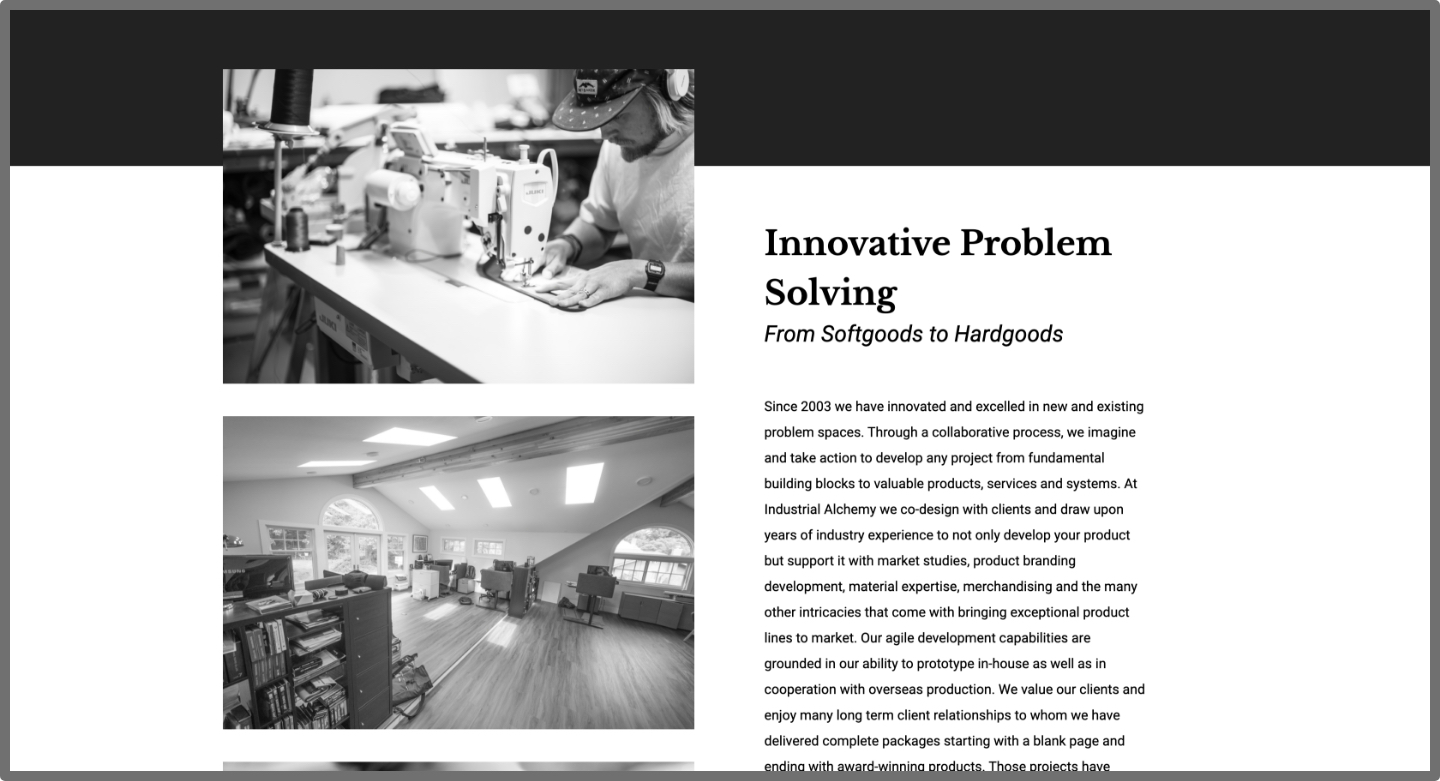 Innovative Problem
Solving
From Softgoods to Hardgoods
Since 2003 we have innovated and excelled in new and existing
problem spaces. Through a collaborative process, we imagine
and take action to develop any project from fundamental
building blocks to valuable products, services and systems. At
Industrial Alchemy we co-design with clients and draw upon
years of industry experience to not only develop your product
but support it with market studies, product branding
development, material expertise, merchandising and the many
other intricacies that come with bringing exceptional product
lines to market. Our agile development capabilities are
grounded in our ability to prototype in-house as well as in
cooperation with overseas production. We value our clients and
enjoy many long term client relationships to whom we have
delivered complete packages starting with a blank page and
ending with award-winning products. Those projects have